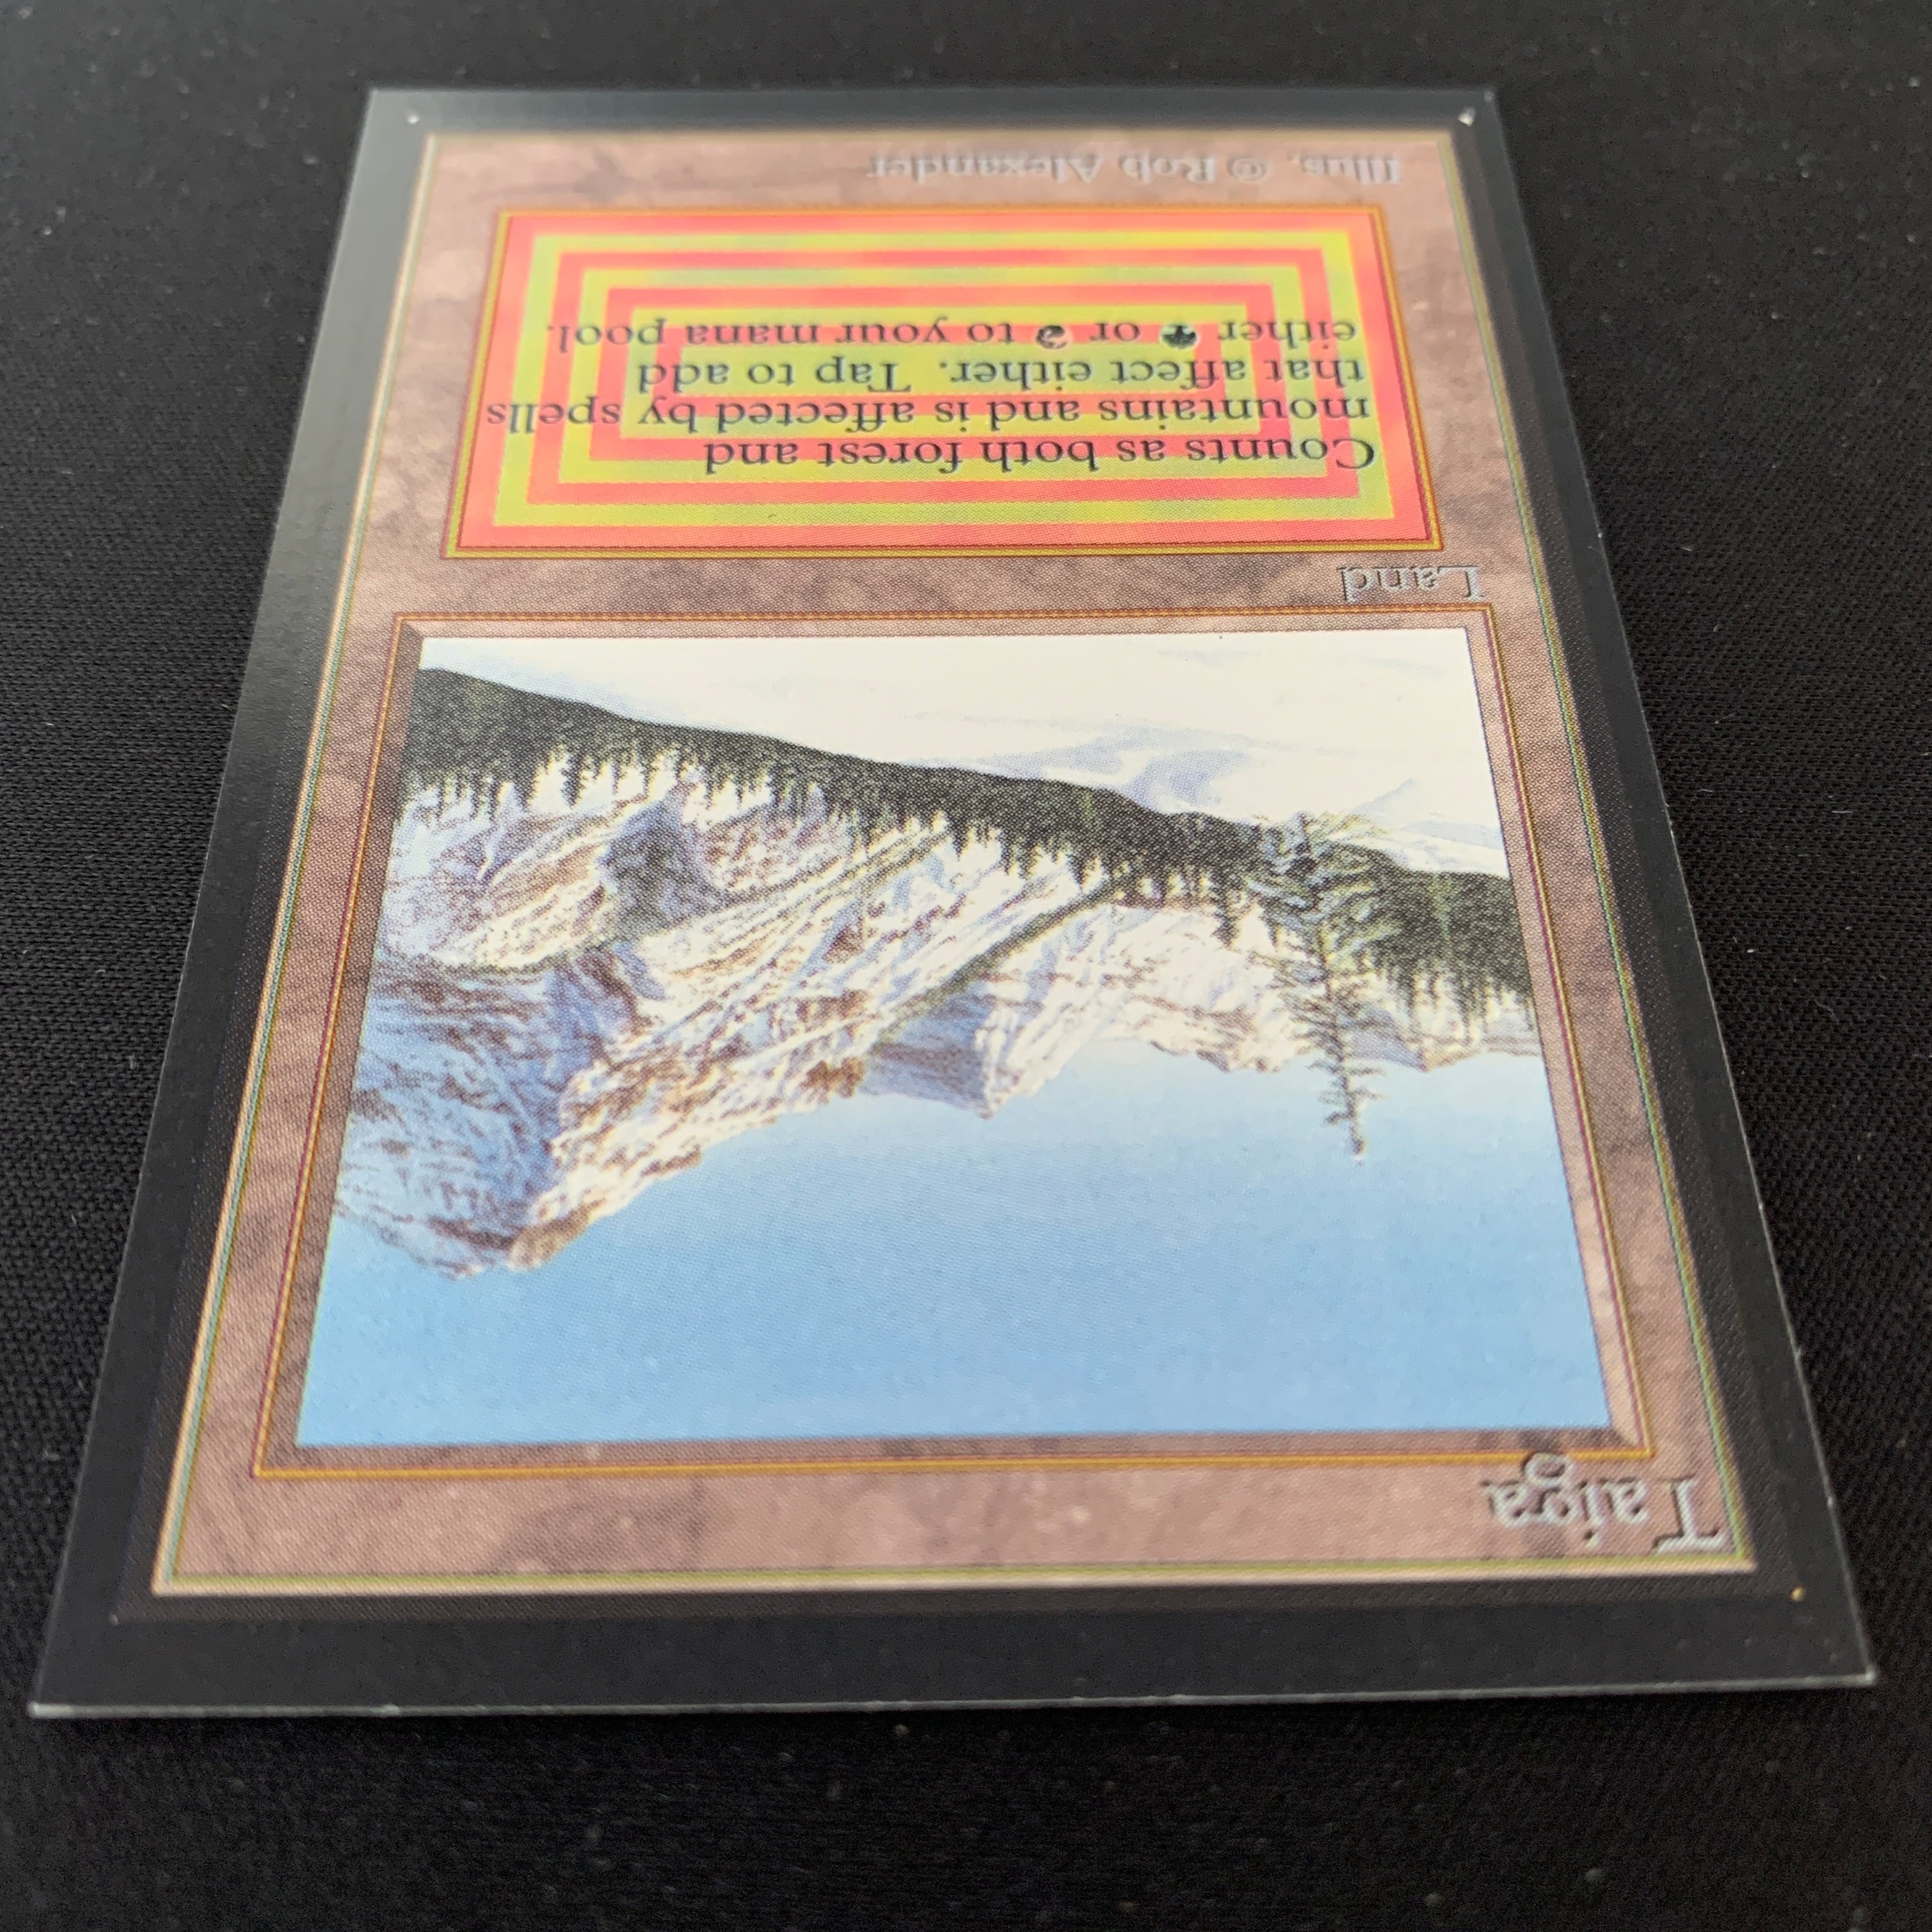 Taiga
Land
Counts as both forest and
mountains and is affected by spells
that affect either. Tap to add
either or to your mana pool.
Illus. © Rob Alexander